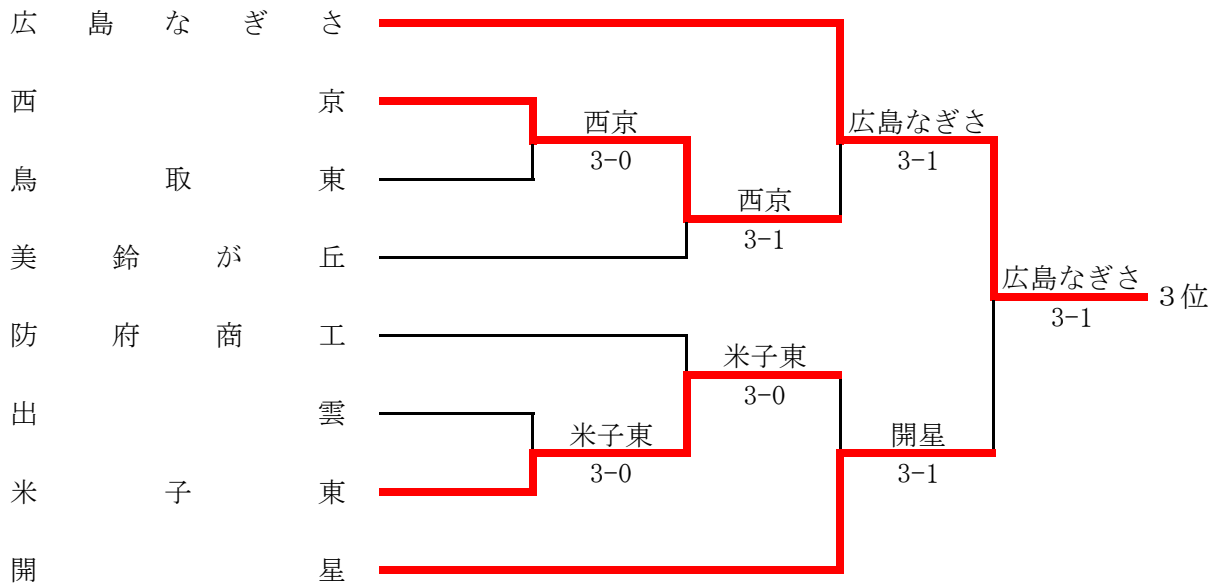 広島なぎさ
西京
西京 広島なぎさ
3-0 3-1
鳥取東
西京
3-1
美鈴が丘
広島なぎさ
3位
3-1
防府商工
米子東
3-0
出雲
米子東 開星
3-0 3-1
米子東
開星